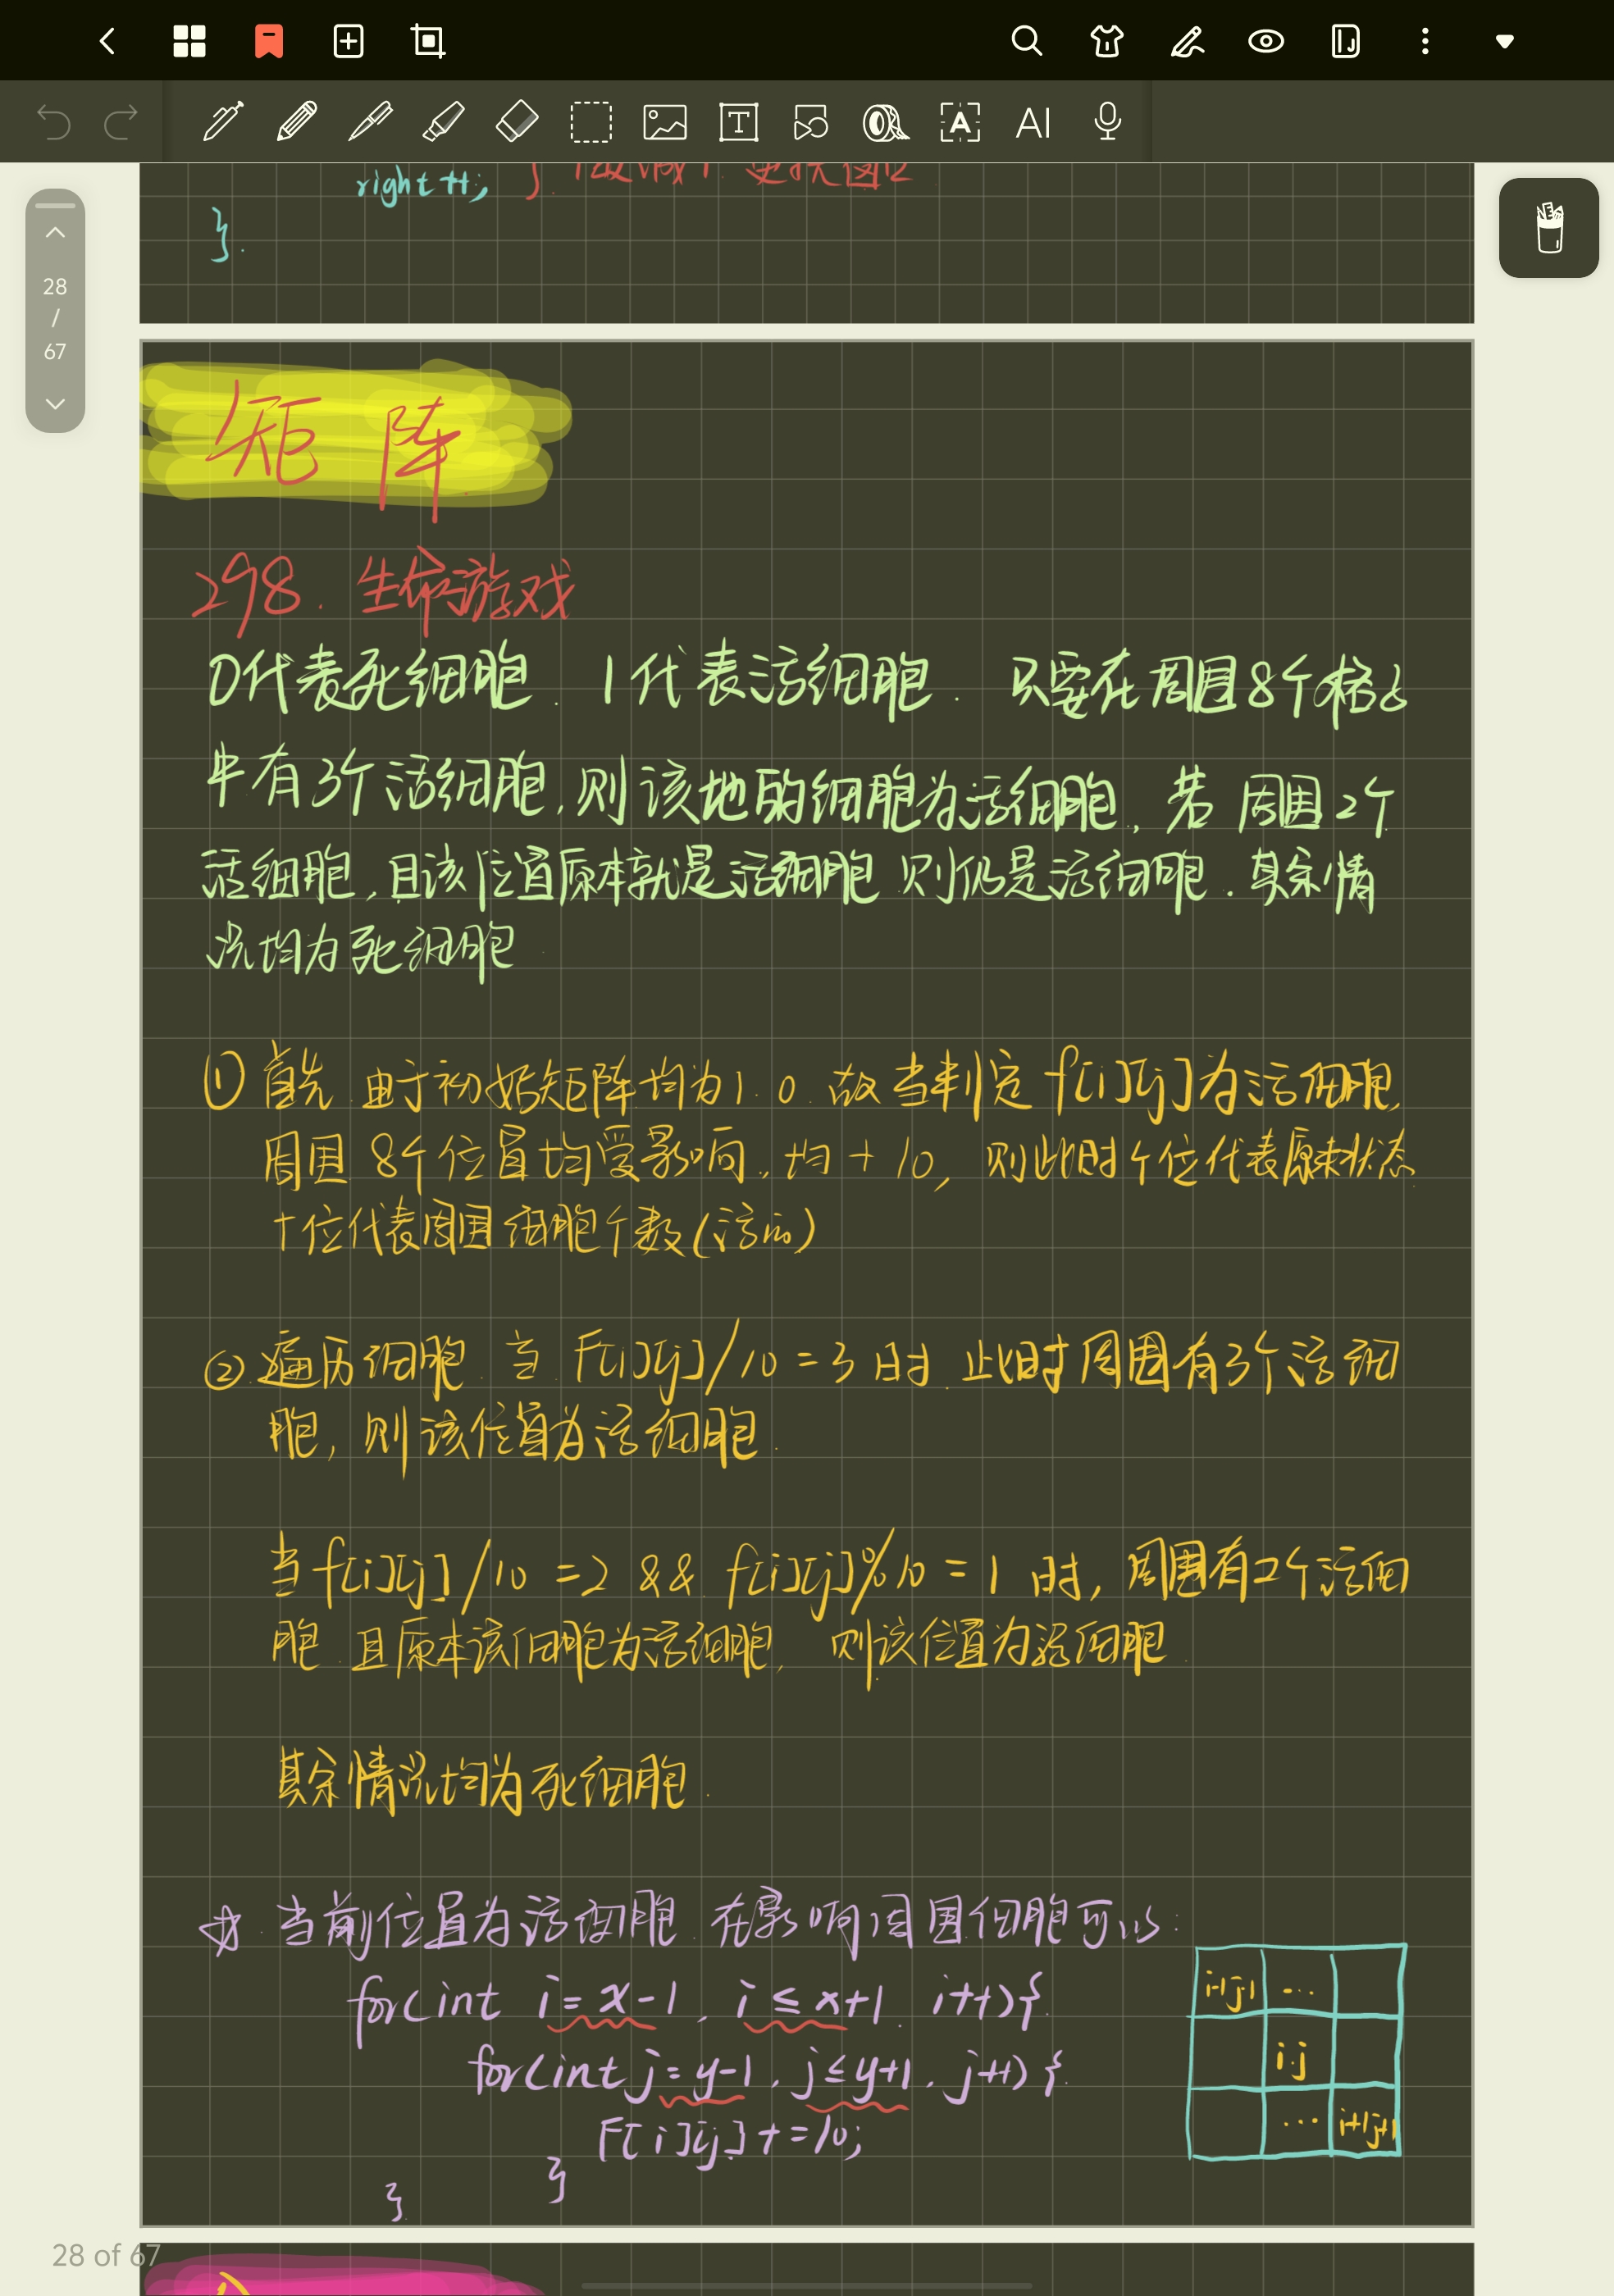 A
T
A
AI
right++; }
}.
28
/
67
矩阵
298. 生命游戏
0代表死细胞. 1代表活细胞. 只要在周围8个格子
中有3个活细胞,则该地的细胞为活细胞, 若周围2个
活细胞,且该位置原本就是活细胞 则仍是活细胞. 其余情
况均为死细胞
① 首先 由于初始矩阵均为1. 0. 故当判定 f[i][j]为活细胞,
周围 8个位置均受影响, 均+10, 则此时个位代表原来状态
十位代表周围细胞个数(活的)
②.遍历细胞 当 F[i][j]/10=3时 此时周围有3个活细
胞,则该位置为活细胞.
当f[i][j]/10 =2 && f[i][j]%10=1时,周围有2个活细
胞 且原本该细胞为活细胞, 则该位置为活细胞
其余情况均为死细胞.
当前位置为活细胞 在影响周围细胞可以:
for(int i=x-1, i≤x+1 i++){
for(int j=y-1, j≤y+1, j++){
F[i][j]+=10;
}
}
i-1j-1 ...
i.j
... i+1j+1
28 of 67